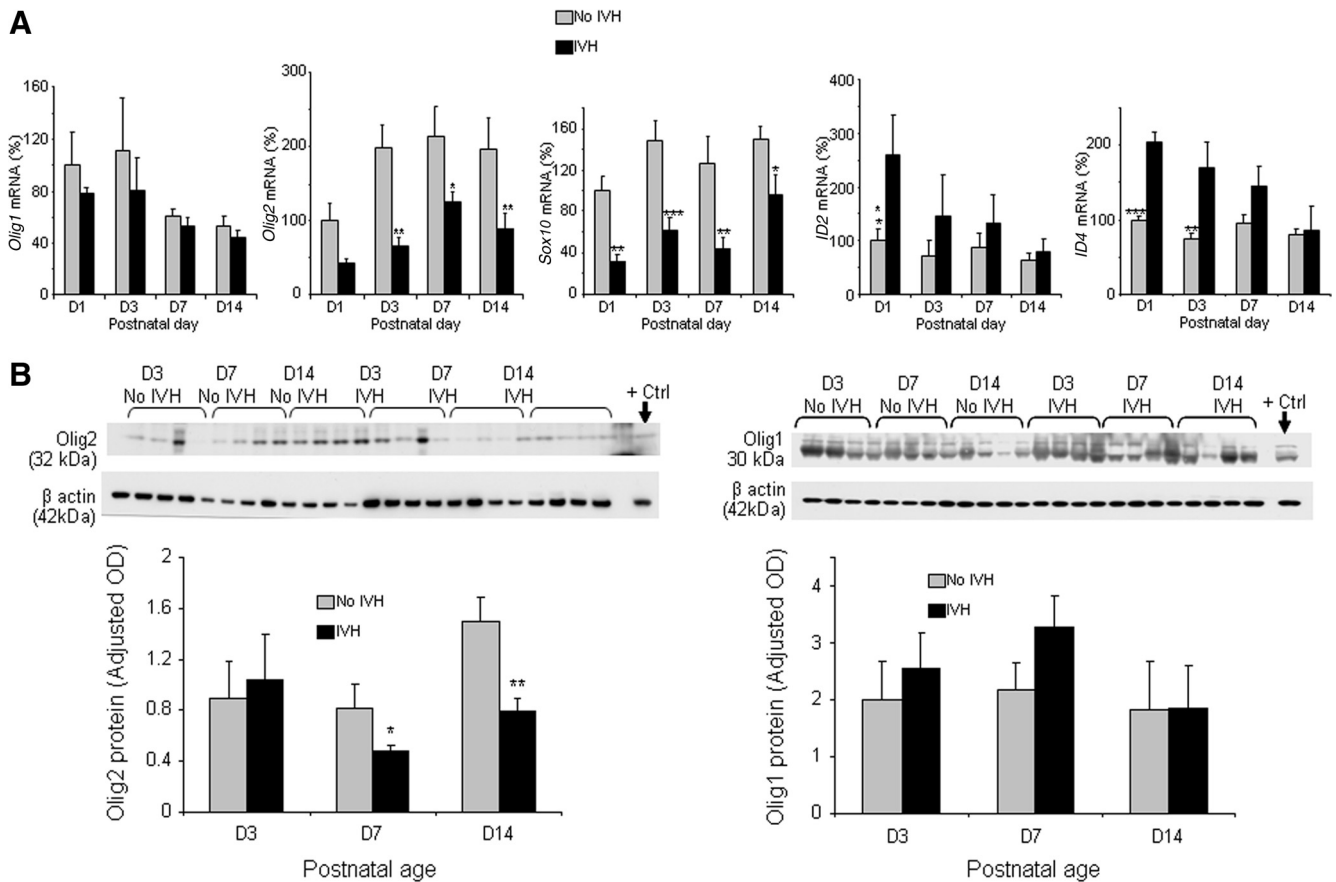 A
No IVH
IVH
Olig1 mRNA (%)
160
120
80
40
0
D1 D3 D7 D14
Postnatal day
Olig2 mRNA (%)
300
200
100
0
* ** **
D1 D3 D7 D14
Postnatal day
Sox10 mRNA (%)
160
120
80
40
0
** *** ** *
D1 D3 D7 D14
Postnatal day
ID2 mRNA (%)
400
300
200
100
0
*
*
D1 D3 D7 D14
Postnatal day
ID4 mRNA (%)
200
100
0
*** **
D1 D3 D7 D14
Postnatal day
B
D3 D7 D14 D3 D7 D14
No IVH No IVH No IVH IVH IVH IVH
+ Ctrl
Olig2
(32 kDa)
β actin
(42kDa)
Olig2 protein (Adjusted OD)
2
1.6
1.2
0.8
0.4
0
No IVH
IVH
* **
D3 D7 D14
Postnatal age
D3 D7 D14 D3 D7 D14
No IVH No IVH No IVH IVH IVH IVH
+ Ctrl
Olig1
30 kDa
β actin
(42kDa)
Olig1 protein (Adjusted OD)
4
3
2
1
0
No IVH
IVH
D3 D7 D14
Postnatal age